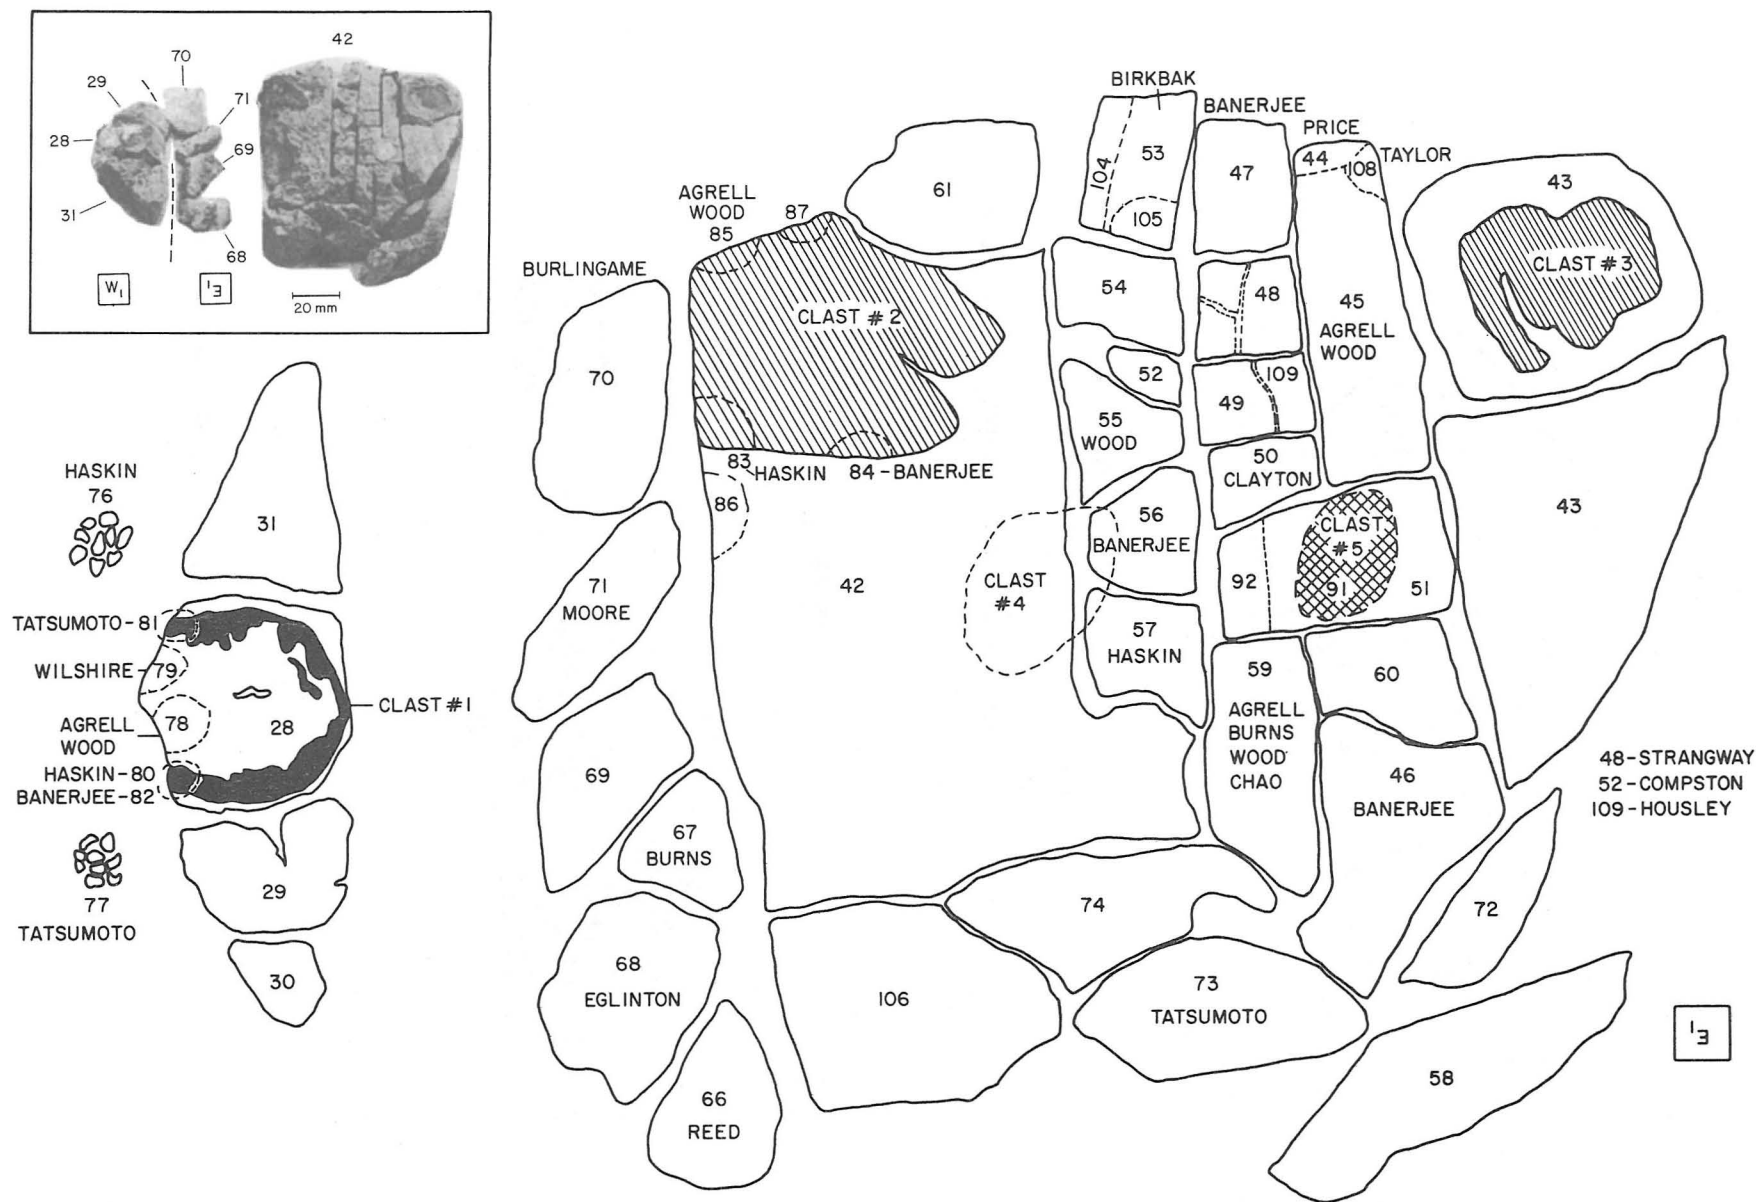 42
70
29
71
28
69
31
68
W1
20 mm
BIRKBAK
BANERJEE
PRICE
TAYLOR
53
104
105
47
44
108
61
AGRELL
WOOD
85
87
43
CLAST #3
BURLINGAME
54
48
45
AGRELL
WOOD
CLAST #2
70
52
109
49
55
WOOD
50
CLAYTON
83 HASKIN
84-BANERJEE
86
HASKIN
76
31
43
56
BANERJEE
CLAST
#5
91
92
51
CLAST
#4
42
71
MOORE
57
HASKIN
TATSUMOTO-81
WILSHIRE
79
59
AGRELL
BURNS
WOOD
CHAO
60
AGRELL
WOOD
78
28
CLAST #1
HASKIN-80
BANERJEE-82
69
46
BANERJEE
48-STRANGWAY
52-COMPSTON
109-HOUSLEY
67
BURNS
77
TATSUMOTO
29
74
72
30
68
EGLINTON
106
73
TATSUMOTO
58
66
REED